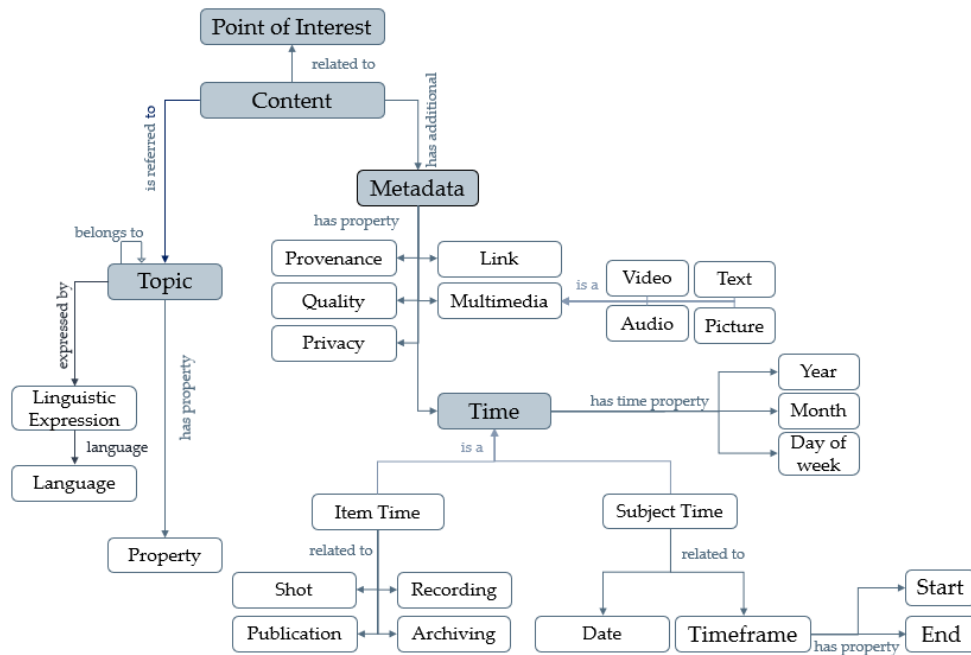 Point of Interest
related to
Content
is referred to
has additional
Metadada
has property
belongs to
Topic
Provenance
Link
Quality
Multimedia
is a
Video
Text
Audio
Picture
Privacy
expressed by
has property
Linguistic
Expression
language
Language
Property
Time
has time property
Year
Month
Day of
week
is a
Item Time
Subject Time
related to
related to
Shot
Recording
Publication
Archiving
Date
Timeframe
has property
Start
End